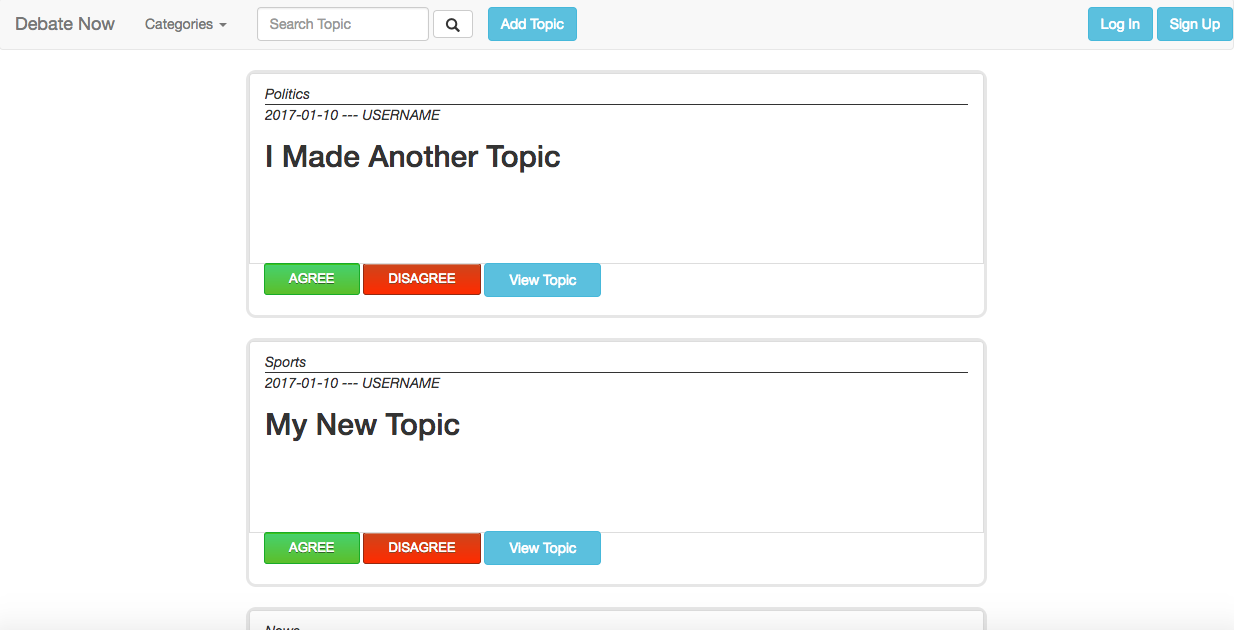 Debate Now Categories Search Topic Add Topic Log In Sign Up
Politics
2017-01-10 --- USERNAME
I Made Another Topic
AGREE DISAGREE View Topic
Sports
2017-01-10 --- USERNAME
My New Topic
AGREE DISAGREE View Topic
News